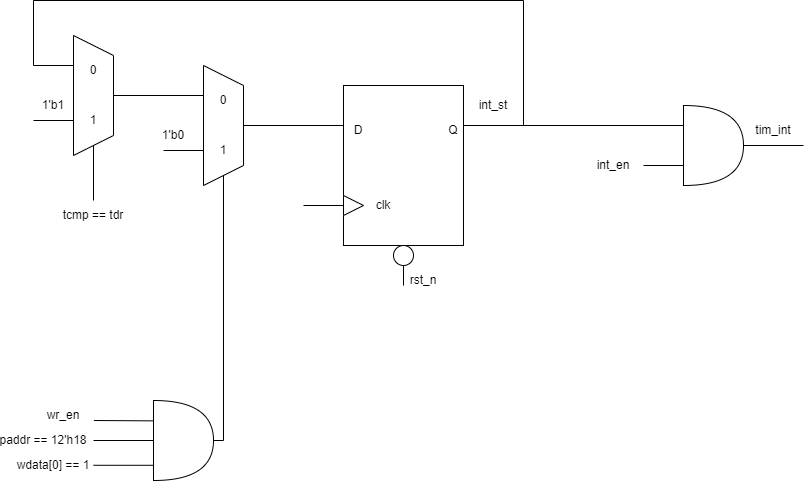 0
1'b1
1
tcmp == tdr
0
1'b0
1
D
Q
clk
rst_n
int_st
int_en
tim_int
wr_en
paddr == 12'h18
wdata[0] == 1